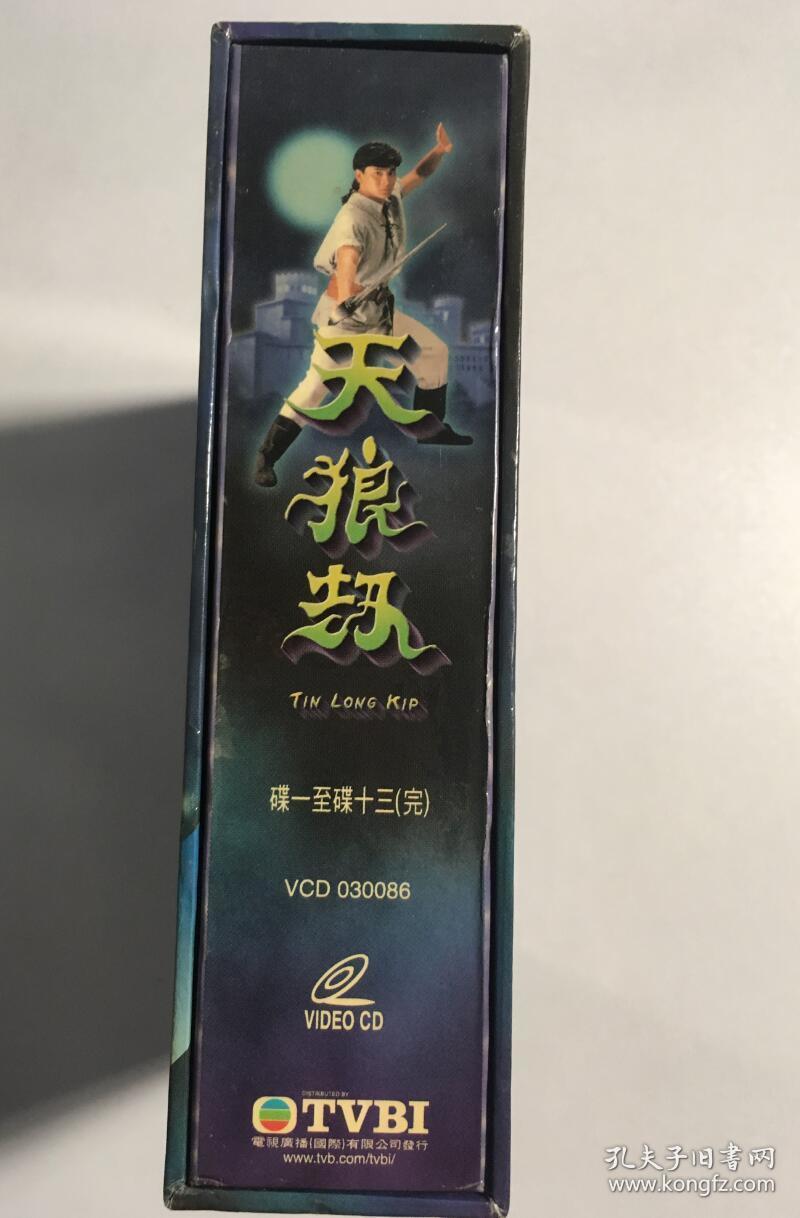 天狼劫
TIN LONG KIP
碟一至碟十三(完)
VCD 030086
VIDEO CD
DISTRIBUTED BY
TVBI
電視廣播(國際)有限公司發行
www.tvb.com/tvbi/
孔夫子旧書网
www.kongfz.com